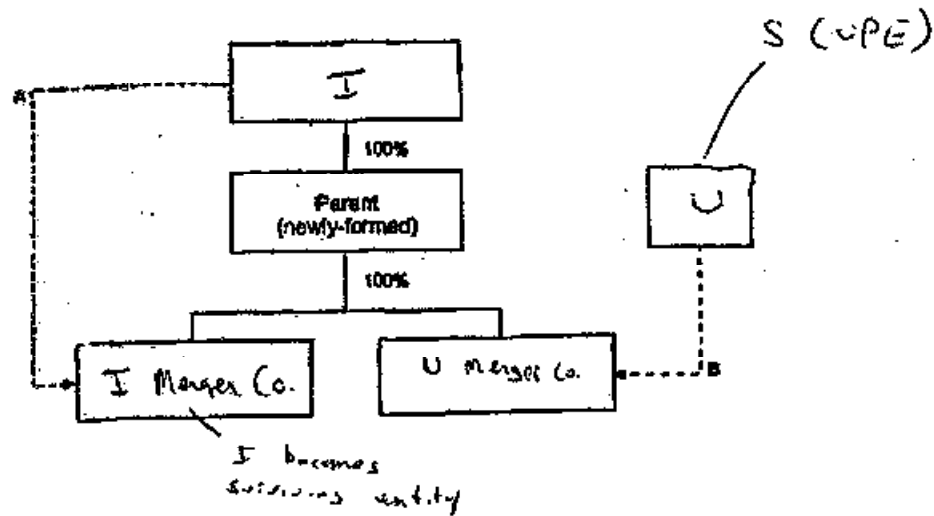 S (UPE)
A
I
100%
Parent
(newly-formed)
U
100%
I Merger Co.
U Merger Co.
B
I becomes
surviving entity